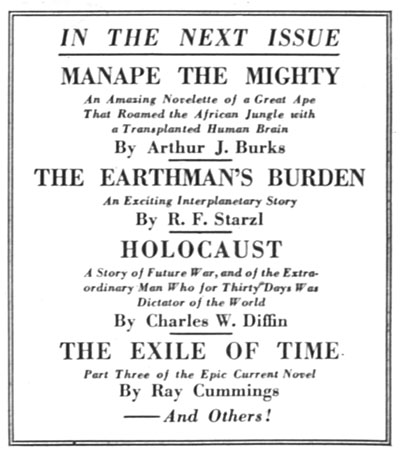 IN THE NEXT ISSUE
MANAPE THE MIGHTY
An Amazing Novelette of a Great Ape
That Roamed the African Jungle with
a Transplanted Human Brain
By Arthur J. Burks
THE EARTHMAN'S BURDEN
An Exciting Interplanetary Story
By R. F. Starzl
HOLOCAUST
A Story of Future War, and of the Extra-
ordinary Man Who for Thirty Days Was
Dictator of the World
By Charles W. Diffin
THE EXILE OF TIME
Part Three of the Epic Current Novel
By Ray Cummings
—And Others!